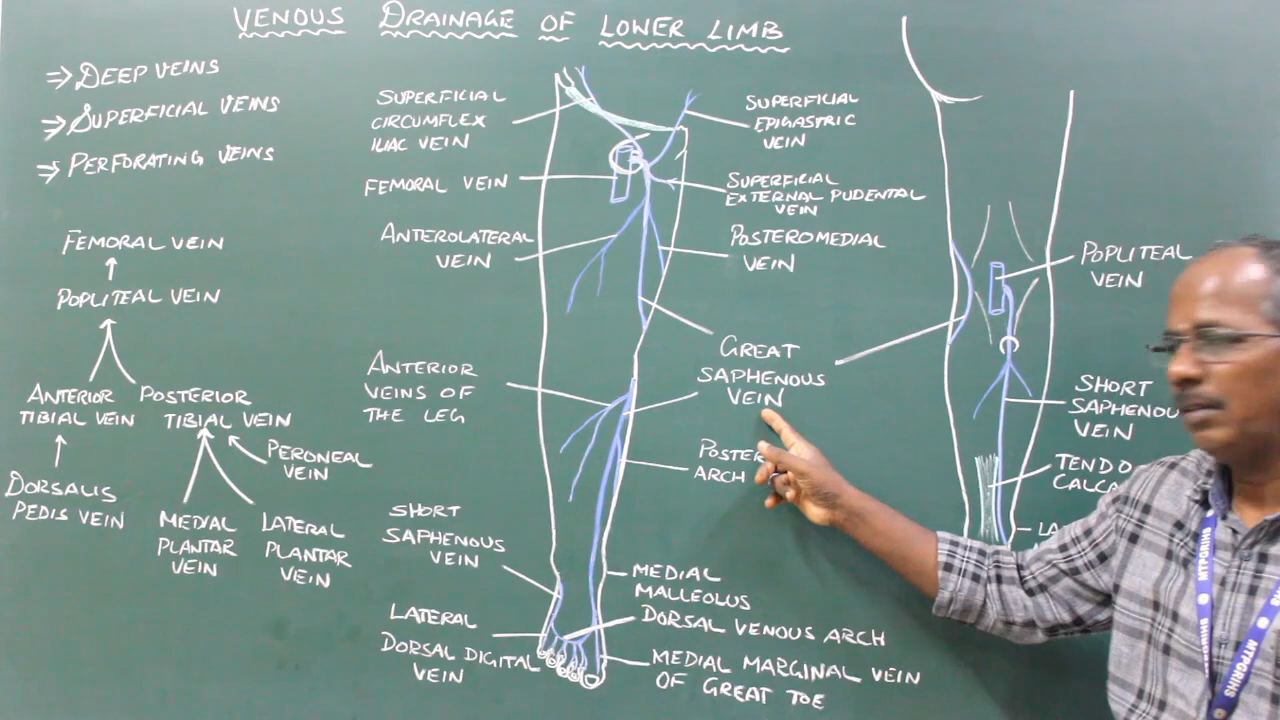 VENOUS DRAINAGE OF LOWER LIMB
⇒ DEEP VEINS
⇒ SUPERFICIAL VEINS
⇒ PERFORATING VEINS
FEMORAL VEIN
POPLITEAL VEIN
ANTERIOR
TIBIAL VEIN
POSTERIOR
TIBIAL VEIN
PERONEAL
VEIN
DORSALIS
PEDIS VEIN
MEDIAL
PLANTAR
VEIN
LATERAL
PLANTAR
VEIN
SUPERFICIAL
CIRCUMFLEX
ILIAC VEIN
FEMORAL VEIN
ANTEROLATERAL
VEIN
ANTERIOR
VEINS OF
THE LEG
SHORT
SAPHENOUS
VEIN
LATERAL
DORSAL DIGITAL
VEIN
SUPERFICIAL
EPIGASTRIC
VEIN
SUPERFICIAL
EXTERNAL PUDENTAL
VEIN
POSTEROMEDIAL
VEIN
GREAT
SAPHENOUS
VEIN
ARCH
MEDIAL
MALLEOLUS
DORSAL VENOUS ARCH
MEDIAL MARGINAL VEIN
OF GREAT TOE
POPLITEAL
VEIN
SHORT
SAPHENOU
VEIN
TENDO
MTPGRIHS
MTPGRIHS